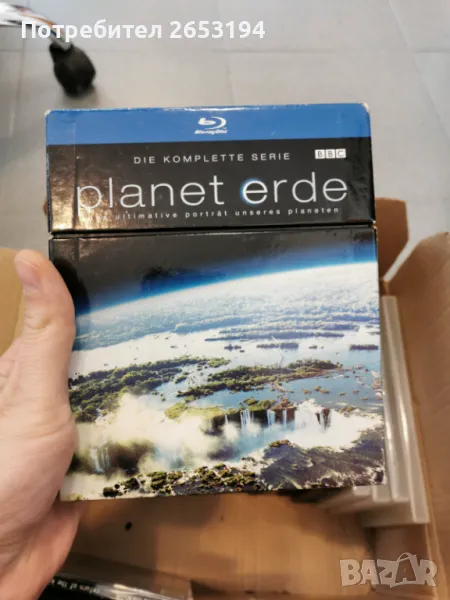 Потребител 2653194
Blu-ray Disc
DIE KOMPLETTE SERIE
BBC
planet erde
ultimative porträt unseres planeten
BAZAR